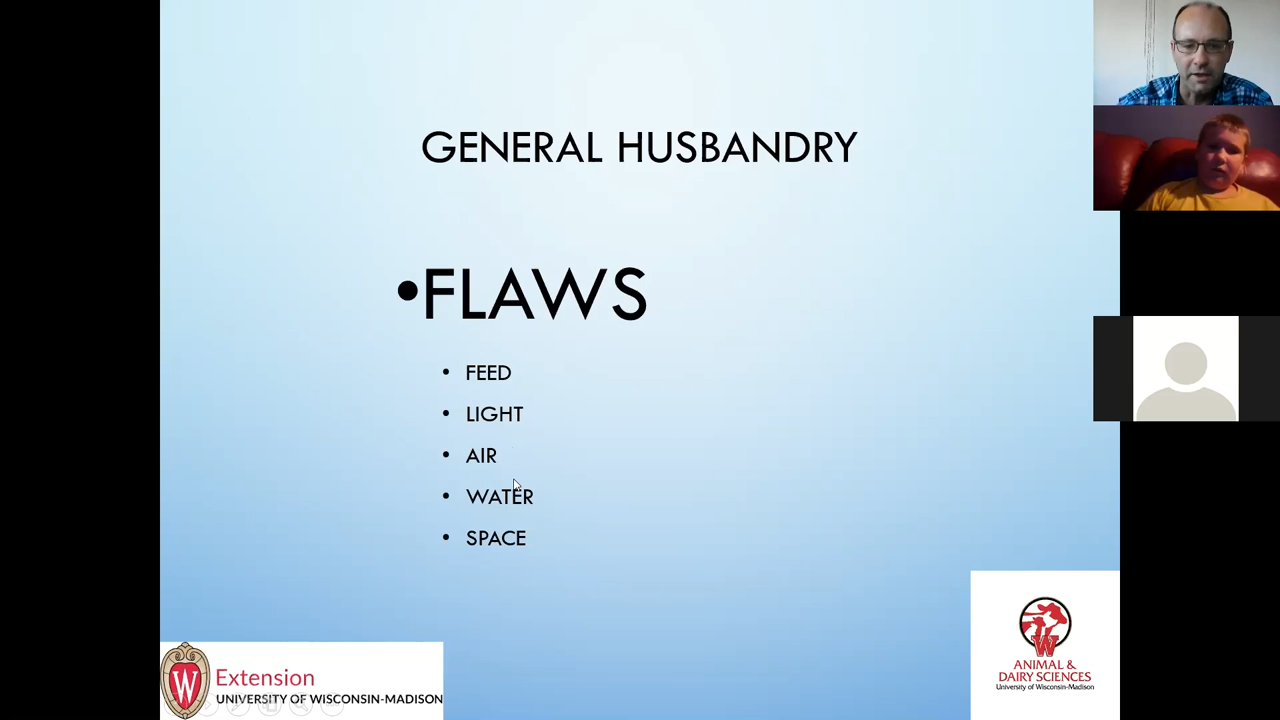 GENERAL HUSBANDRY
•FLAWS
• FEED
• LIGHT
• AIR
• WATER
• SPACE
W Extension
UNIVERSITY OF WISCONSIN-MADISON
W
ANIMAL &
DAIRY SCIENCES
University of Wisconsin-Madison